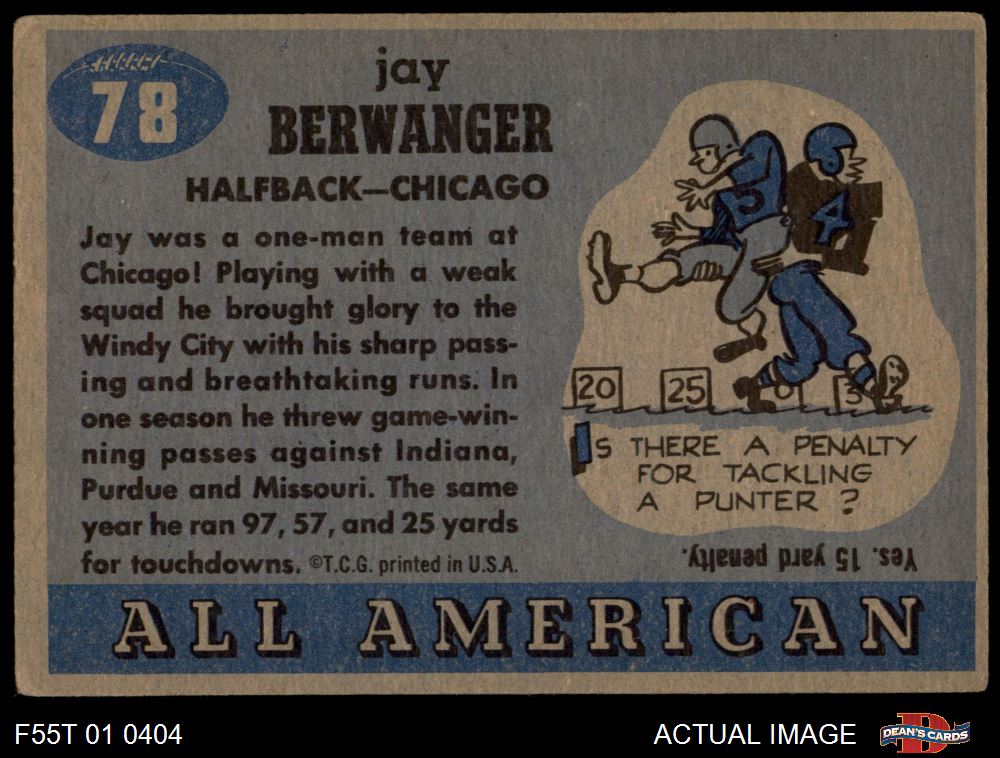 78
jay
BERWANGER
HALFBACK—CHICAGO
Jay was a one-man team at
Chicago! Playing with a weak
squad he brought glory to the
Windy City with his sharp pass-
ing and breathtaking runs. In
one season he threw game-win-
ning passes against Indiana,
Purdue and Missouri. The same
year he ran 97, 57, and 25 yards
for touchdowns. ©T.C.G. printed in U.S.A.
5
4
20 25 3
IS THERE A PENALTY
FOR TACKLING
A PUNTER ?
Yes. 15 yard penalty.
ALL AMERICAN
F55T 01 0404
ACTUAL IMAGE
D
DEAN'S CARDS